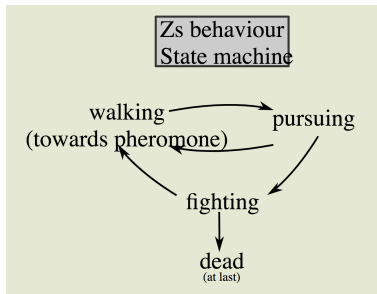 Zs behaviour
State machine
walking
(towards pheromone)
pursuing
fighting
dead
(at last)